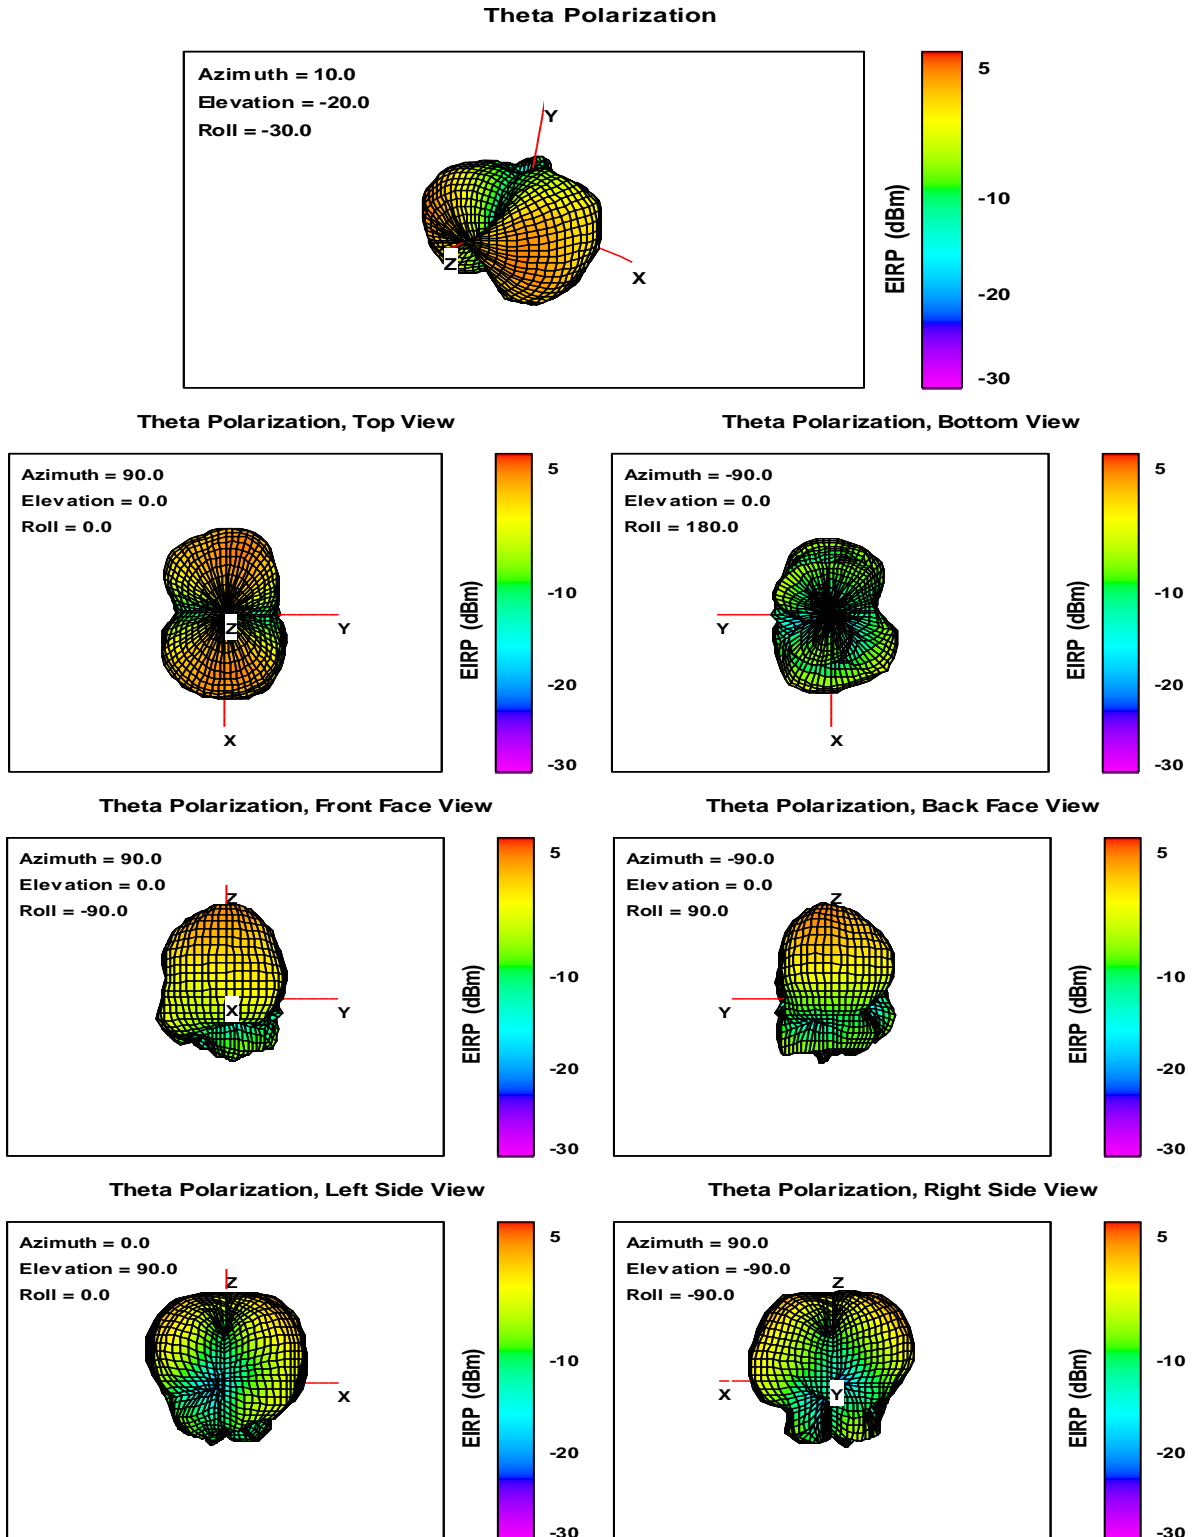 Theta Polarization
Azimuth = 10.0
Elevation = -20.0
Roll = -30.0
Y
Z
X
EIRP (dBm)
5
-10
-20
-30
Theta Polarization, Top View
Azimuth = 90.0
Elevation = 0.0
Roll = 0.0
Z
Y
X
EIRP (dBm)
5
-10
-20
-30
Theta Polarization, Bottom View
Azimuth = -90.0
Elevation = 0.0
Roll = 180.0
Y
X
EIRP (dBm)
5
-10
-20
-30
Theta Polarization, Front Face View
Azimuth = 90.0
Elevation = 0.0
Roll = -90.0
Z
X
Y
EIRP (dBm)
5
-10
-20
-30
Theta Polarization, Back Face View
Azimuth = -90.0
Elevation = 0.0
Roll = 90.0
Z
Y
EIRP (dBm)
5
-10
-20
-30
Theta Polarization, Left Side View
Azimuth = 0.0
Elevation = 90.0
Roll = 0.0
Z
X
EIRP (dBm)
5
-10
-20
-30
Theta Polarization, Right Side View
Azimuth = 90.0
Elevation = -90.0
Roll = -90.0
Z
X
Y
EIRP (dBm)
5
-10
-20
-30